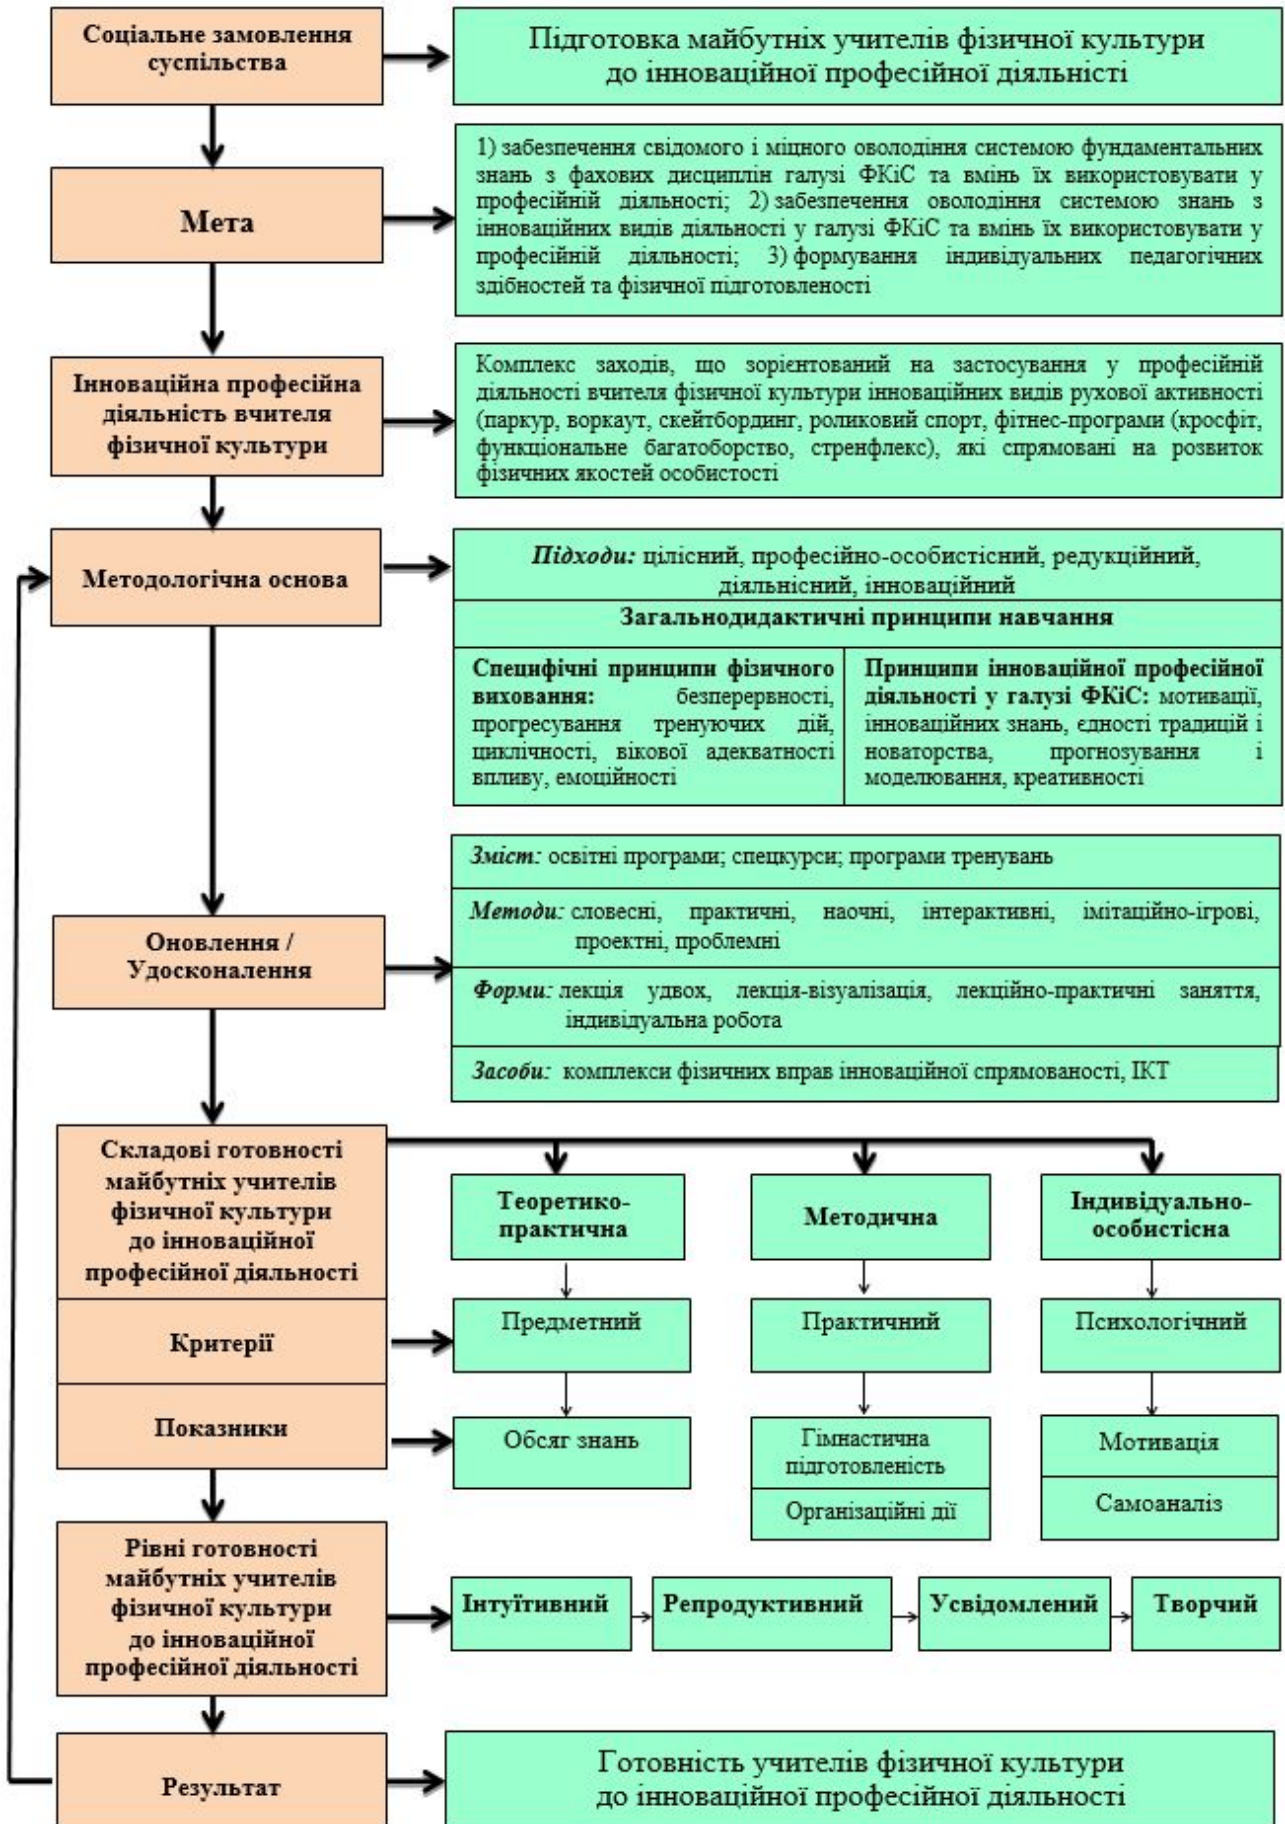 Соціальне замовлення
суспільства
Підготовка майбутніх учителів фізичної культури
до інноваційної професійної діяльністі
Мета
1) забезпечення свідомого і міцного оволодіння системою фундаментальних
знань з фахових дисциплін галузі ФКіС та вмінь їх використовувати у
професійній діяльності; 2) забезпечення оволодіння системою знань з
інноваційних видів діяльності у галузі ФКіС та вмінь їх використовувати у
професійній діяльності; 3) формування індивідуальних педагогічних
здібностей та фізичної підготовленості
Інноваційна професійна
діяльність вчителя
фізичної культури
Комплекс заходів, що зорієнтований на застосування у професійній
діяльності вчителя фізичної культури інноваційних видів рухової активності
(паркур, воркаут, скейтбординг, роликовий спорт, фітнес-програми (кросфіт,
функціональне багатоборство, стренфлекс), які спрямовані на розвиток
фізичних якостей особистості
Методологічна основа
Підходи: цілісний, професійно-особистісний, редукційний,
діяльнісний, інноваційний
Загальнодидактичні принципи навчання
Специфічні принципи фізичного
виховання: безперервності,
прогресування тренуючих дій,
циклічності, вікової адекватності
впливу, емоційності
Принципи інноваційної професійної
діяльності у галузі ФКіС: мотивації,
інноваційних знань, єдності традицій і
новаторства, прогнозування і
моделювання, креативності
Оновлення /
Удосконалення
Зміст: освітні програми; спецкурси; програми тренувань
Методи: словесні, практичні, наочні, інтерактивні, імітаційно-ігрові,
проектні, проблемні
Форми: лекція удвох, лекція-візуалізація, лекційно-практичні заняття,
індивідуальна робота
Засоби: комплекси фізичних вправ інноваційної спрямованості, ІКТ
Складові готовності
майбутніх учителів
фізичної культури
до інноваційної
професійної діяльності
Теоретико-
практична
Методична
Індивідуально-
особистісна
Критерії
Предметний
Практичний
Психологічний
Показники
Обсяг знань
Гімнастична
підготовленість
Організаційні дії
Мотивація
Самоаналіз
Рівні готовності
майбутніх учителів
фізичної культури
до інноваційної
професійної діяльності
Інтуїтивний
Репродуктивний
Усвідомлений
Творчий
Результат
Готовність учителів фізичної культури
до інноваційної професійної діяльності